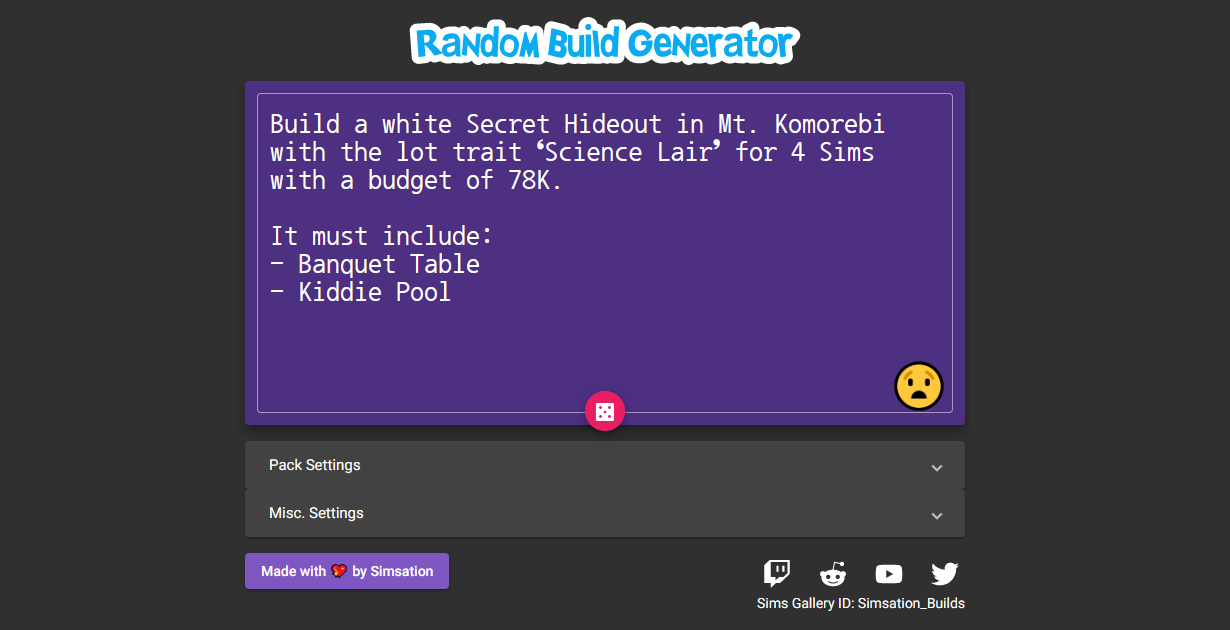 Random Build Generator
Build a white Secret Hideout in Mt. Komorebi
with the lot trait ‘Science Lair’ for 4 Sims
with a budget of 78K.
It must include:
- Banquet Table
- Kiddie Pool
Pack Settings
Misc. Settings
Made with 💖 by Simsation
Sims Gallery ID: Simsation_Builds